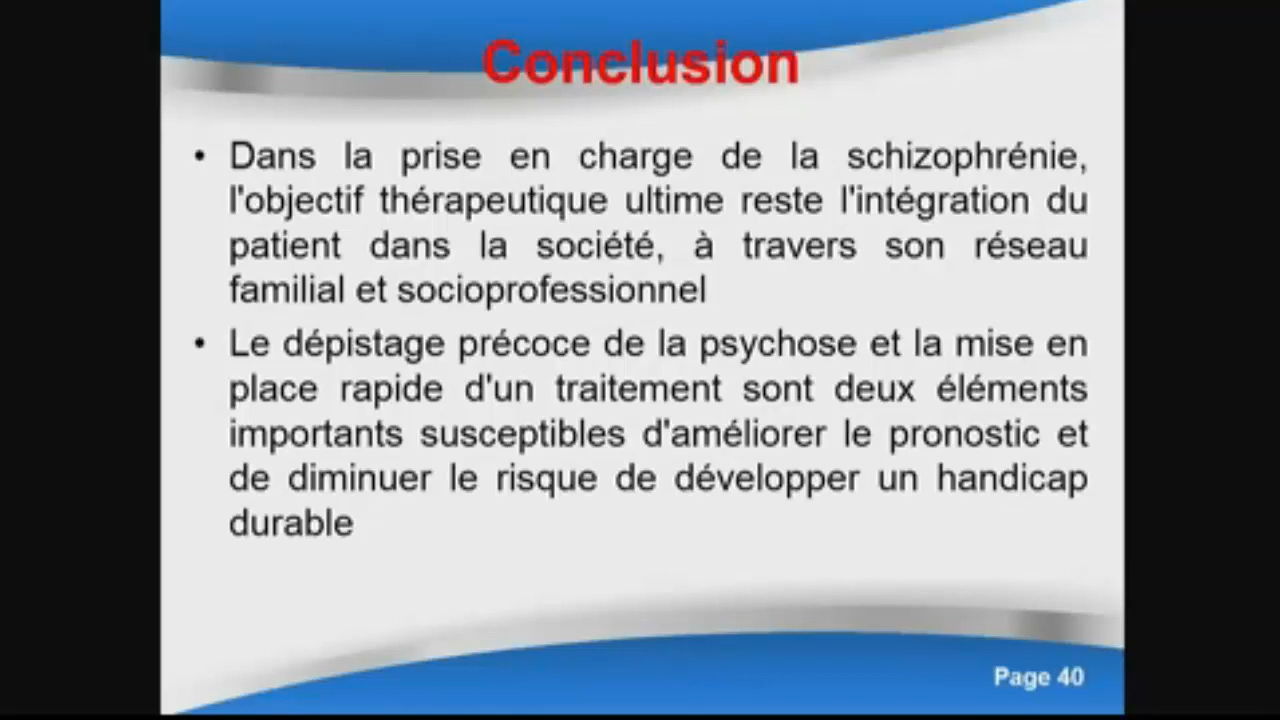 Conclusion
• Dans la prise en charge de la schizophrénie,
l'objectif thérapeutique ultime reste l'intégration du
patient dans la société, à travers son réseau
familial et socioprofessionnel
• Le dépistage précoce de la psychose et la mise en
place rapide d'un traitement sont deux éléments
importants susceptibles d'améliorer le pronostic et
de diminuer le risque de développer un handicap
durable
Page 40